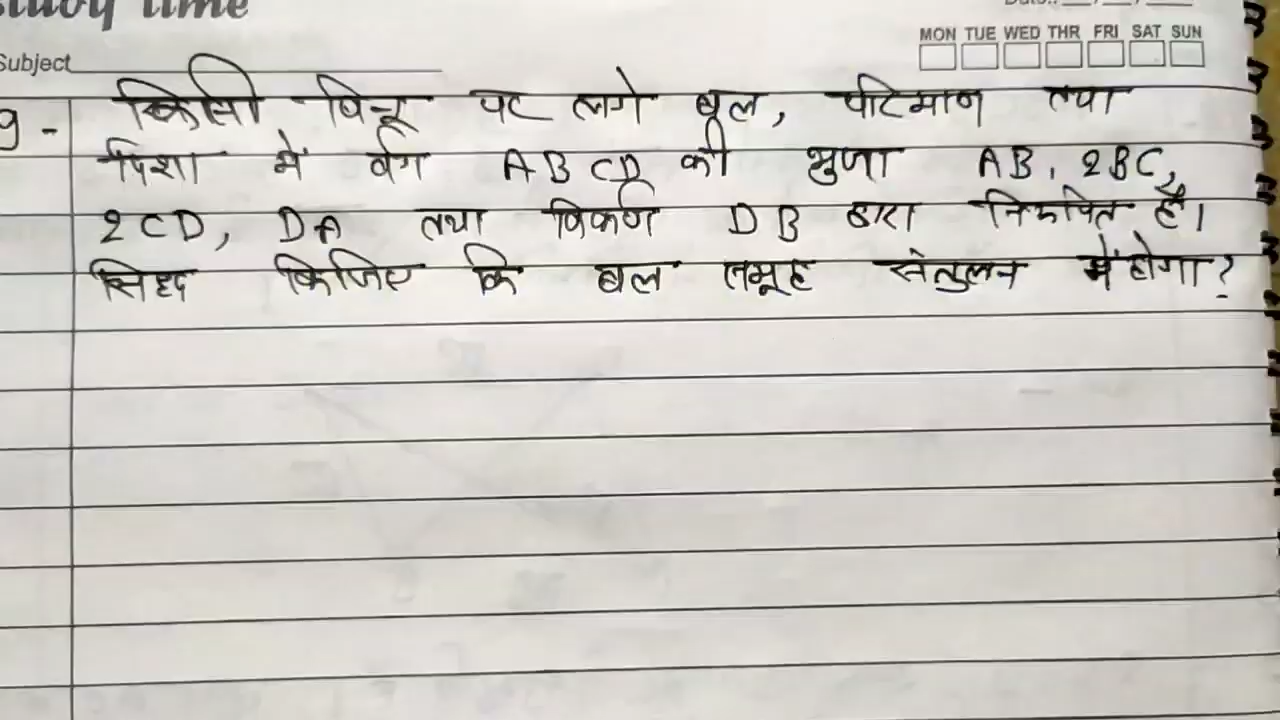 study time
Date.:
MON TUE WED THR FRI SAT SUN
Subject
9 - किसी बिन्दू पर लगे बल, परिमाण तथा
दिशा में वर्ग ABCD की भुजा AB, 2BC,
2CD, DA तथा विकर्ण DB द्वारा निरूपित है।
सिद्ध किजिए कि बल समूह संतुलन में होगा?